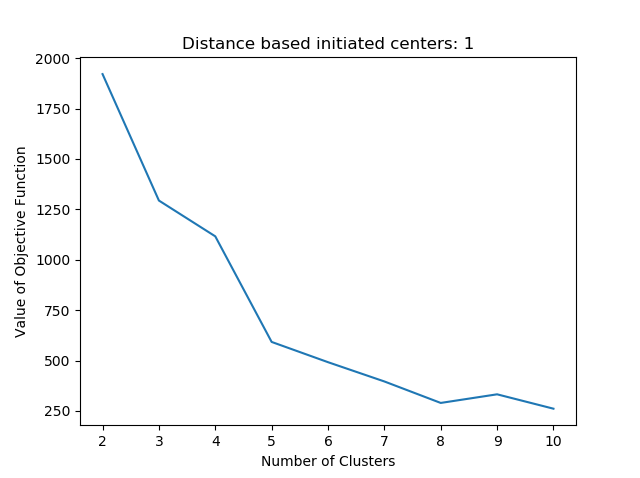 Distance based initiated centers: 1
2000
1750
1500
1250
1000
750
500
250
Value of Objective Function
2 3 4 5 6 7 8 9 10
Number of Clusters